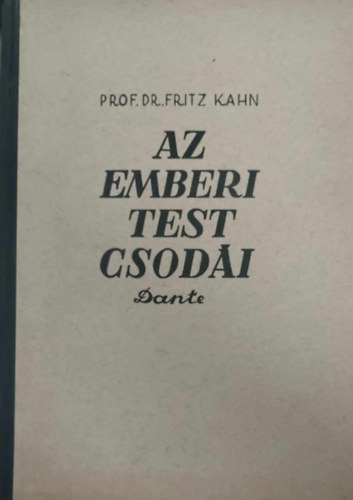 PROF. DR. FRITZ KAHN
AZ
EMBERI
TEST
CSODÁI
Dante